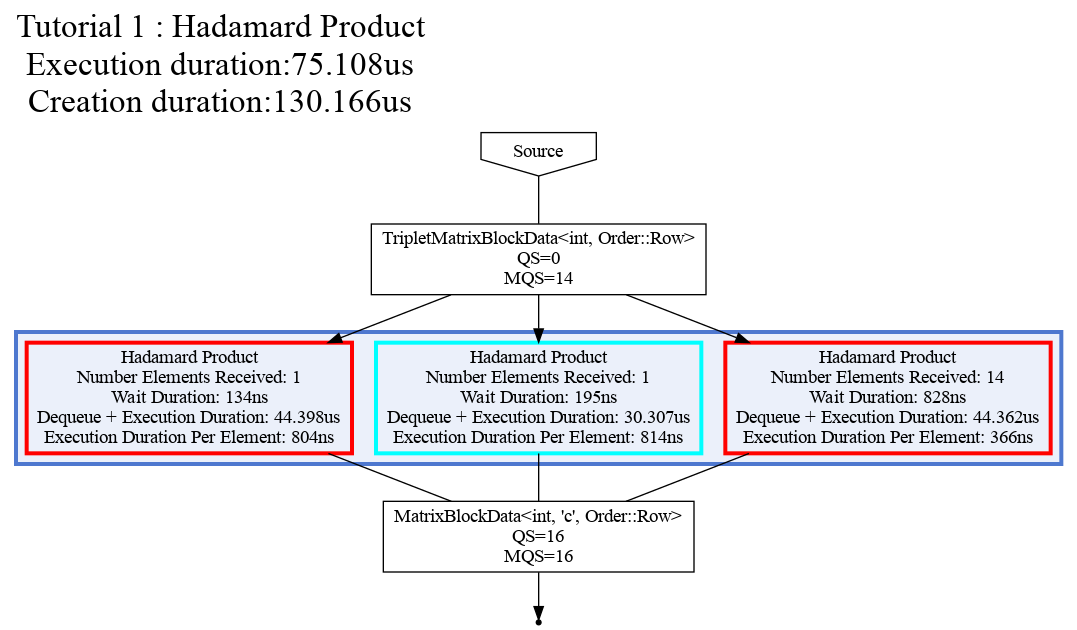 Tutorial 1 : Hadamard Product
Execution duration:75.108us
Creation duration:130.166us
Source
TripletMatrixBlockData<int, Order::Row>
QS=0
MQS=14
Hadamard Product
Number Elements Received: 1
Wait Duration: 134ns
Dequeue + Execution Duration: 44.398us
Execution Duration Per Element: 804ns
Hadamard Product
Number Elements Received: 1
Wait Duration: 195ns
Dequeue + Execution Duration: 30.307us
Execution Duration Per Element: 814ns
Hadamard Product
Number Elements Received: 14
Wait Duration: 828ns
Dequeue + Execution Duration: 44.362us
Execution Duration Per Element: 366ns
MatrixBlockData<int, 'c', Order::Row>
QS=16
MQS=16